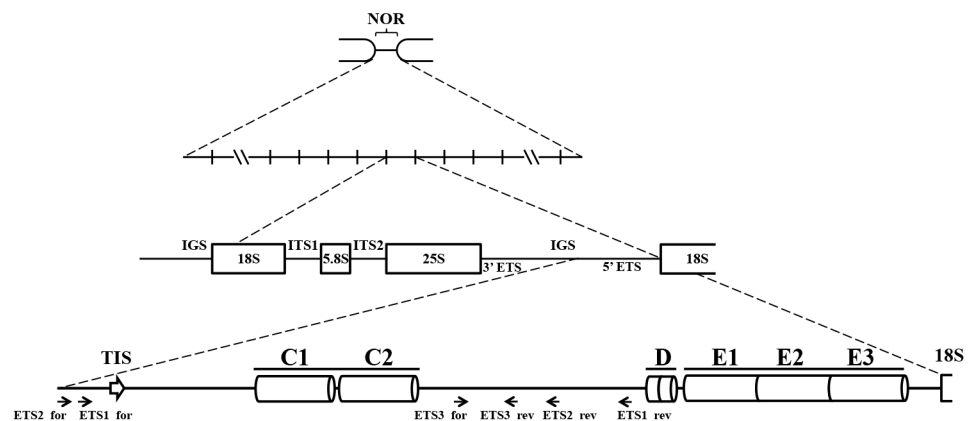 NOR
IGS ITS1 ITS2 IGS
18S 5.8S 25S 18S
3' ETS 5' ETS
TIS C1 C2 D E1 E2 E3 18S
ETS2 for ETS1 for ETS3 for ETS3 rev ETS2 rev ETS1 rev